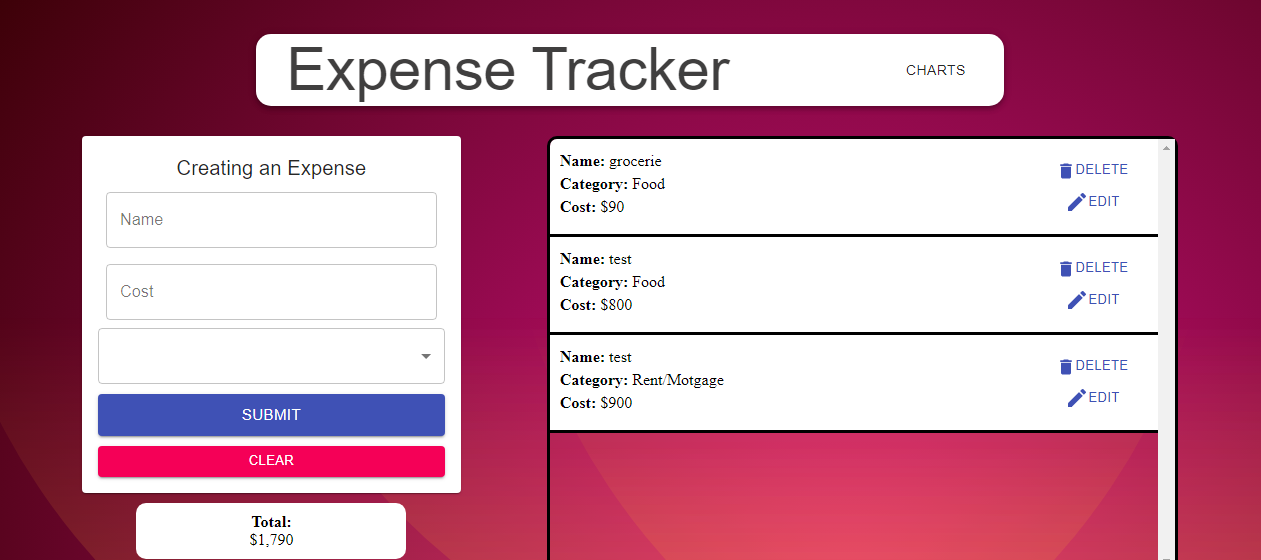 Expense Tracker
CHARTS
Creating an Expense
Name
Cost
SUBMIT
CLEAR
Total:
$1,790
Name: grocerie
Category: Food
Cost: $90
DELETE
EDIT
Name: test
Category: Food
Cost: $800
DELETE
EDIT
Name: test
Category: Rent/Motgage
Cost: $900
DELETE
EDIT